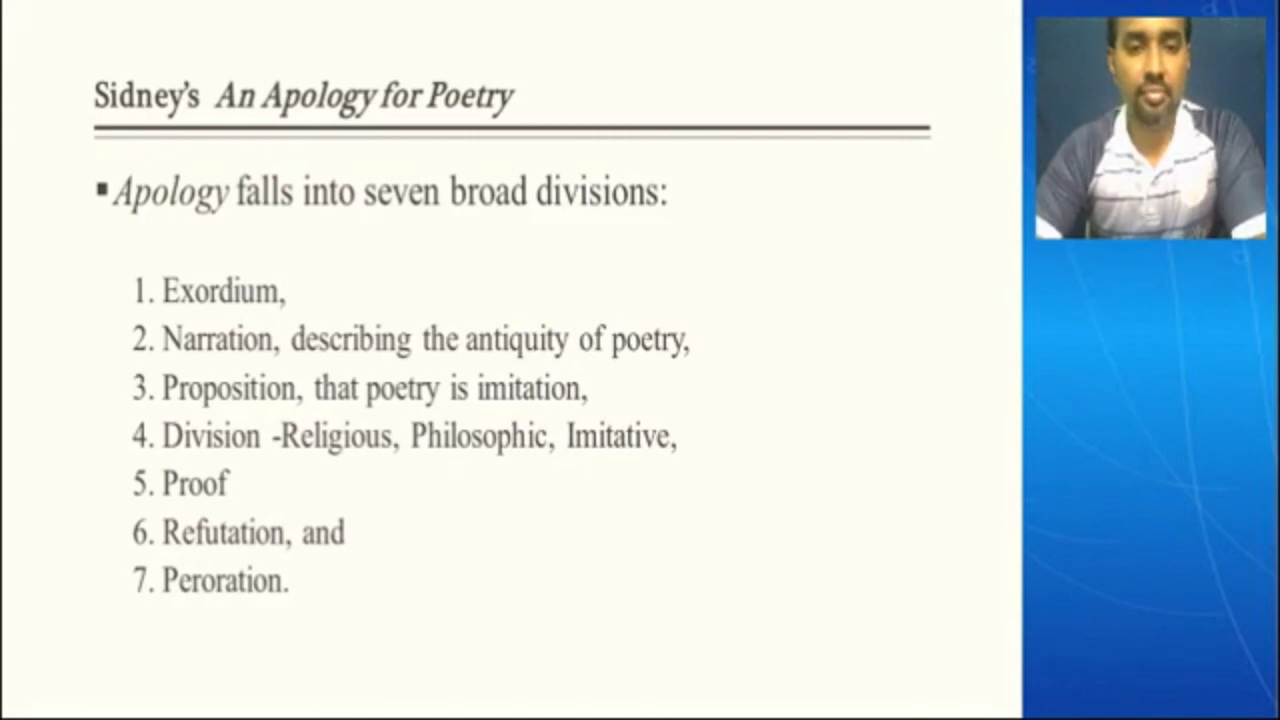 Sidney's An Apology for Poetry
▪Apology falls into seven broad divisions:
1. Exordium,
2. Narration, describing the antiquity of poetry,
3. Proposition, that poetry is imitation,
4. Division -Religious, Philosophic, Imitative,
5. Proof
6. Refutation, and
7. Peroration.